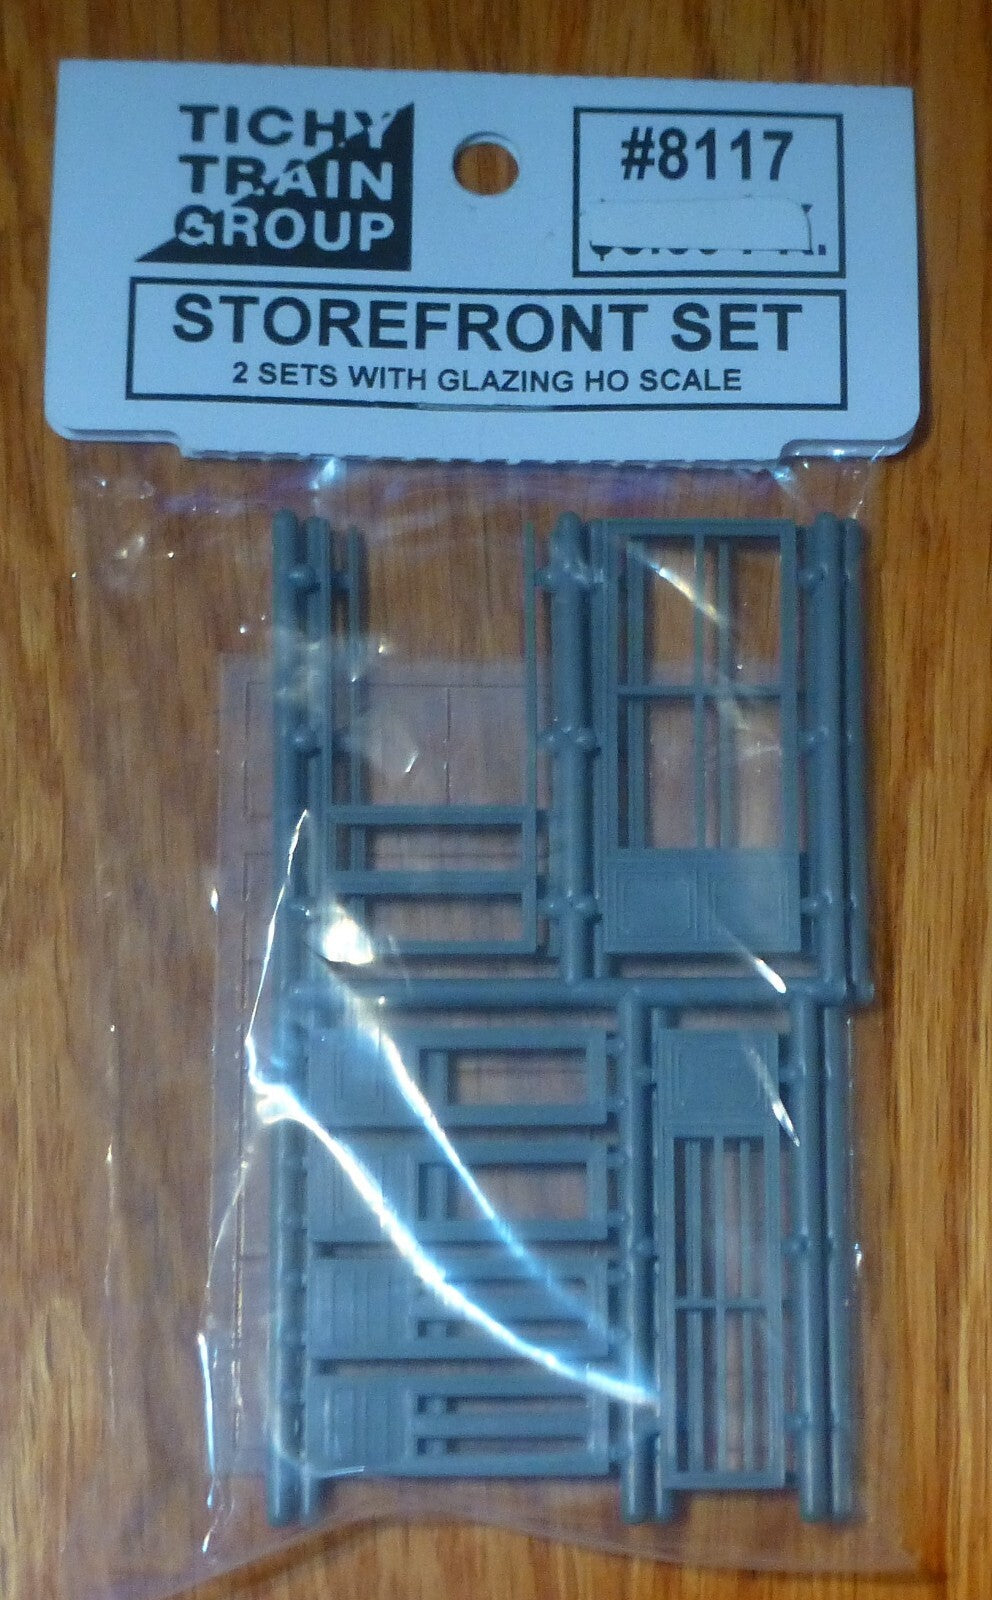 TICHY
TRAIN
GROUP
#8117
STOREFRONT SET
2 SETS WITH GLAZING HO SCALE